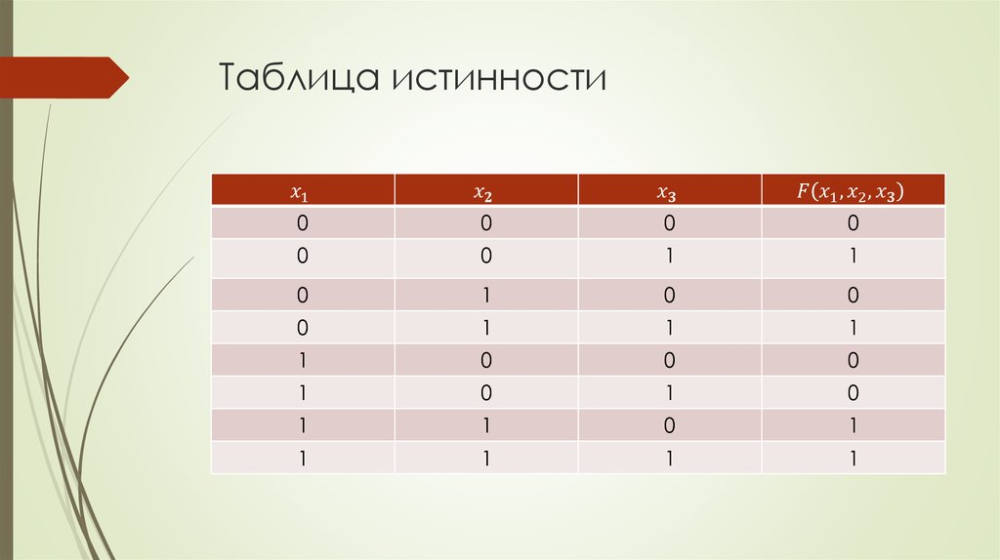 Таблица истинности
x₁ x₂ x₃ F(x₁, x₂, x₃)
0 0 0 0
0 0 1 1
0 1 0 0
0 1 1 1
1 0 0 0
1 0 1 0
1 1 0 1
1 1 1 1